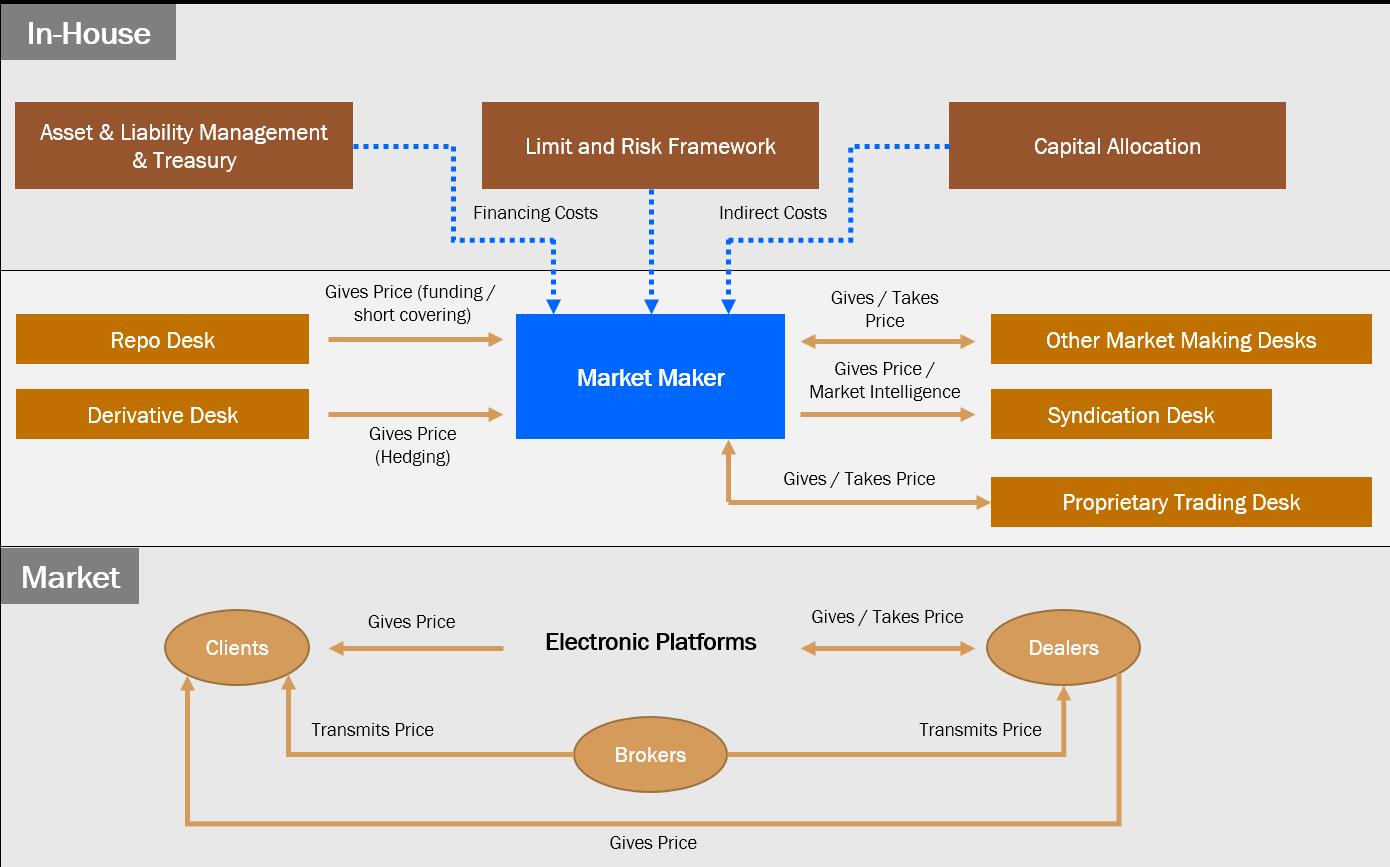 In-House
Asset & Liability Management
& Treasury
Limit and Risk Framework
Capital Allocation
Financing Costs
Indirect Costs
Gives Price (funding /
short covering)
Gives / Takes
Price
Repo Desk
Market Maker
Other Market Making Desks
Gives Price /
Market Intelligence
Derivative Desk
Syndication Desk
Gives Price
(Hedging)
Gives / Takes Price
Proprietary Trading Desk
Market
Clients
Gives Price
Electronic Platforms
Gives / Takes Price
Dealers
Transmits Price
Brokers
Transmits Price
Gives Price